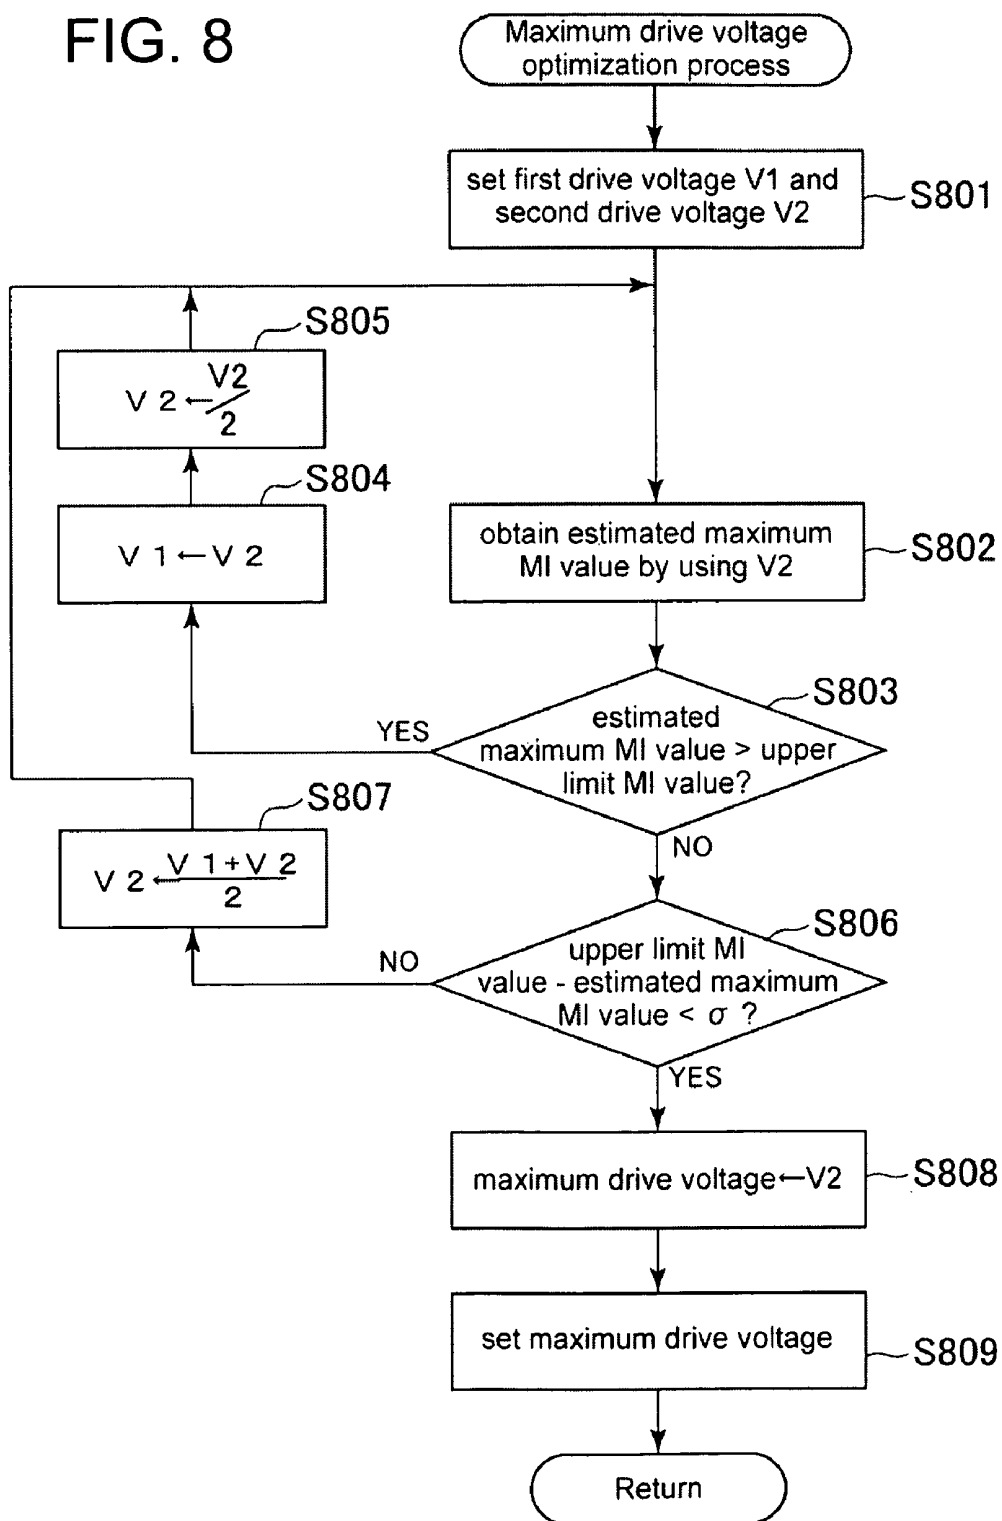 FIG. 8
Maximum drive voltage
optimization process
set first drive voltage V1 and
second drive voltage V2
S801
S805
V 2 ← V2/2
S804
V 1 ← V 2
obtain estimated maximum
MI value by using V2
S802
S803
YES
estimated
maximum MI value > upper
limit MI value?
NO
S807
V 2 ← V 1 + V 2
2
S806
NO
upper limit MI
value - estimated maximum
MI value < σ ?
YES
maximum drive voltage←V2
S808
set maximum drive voltage
S809
Return